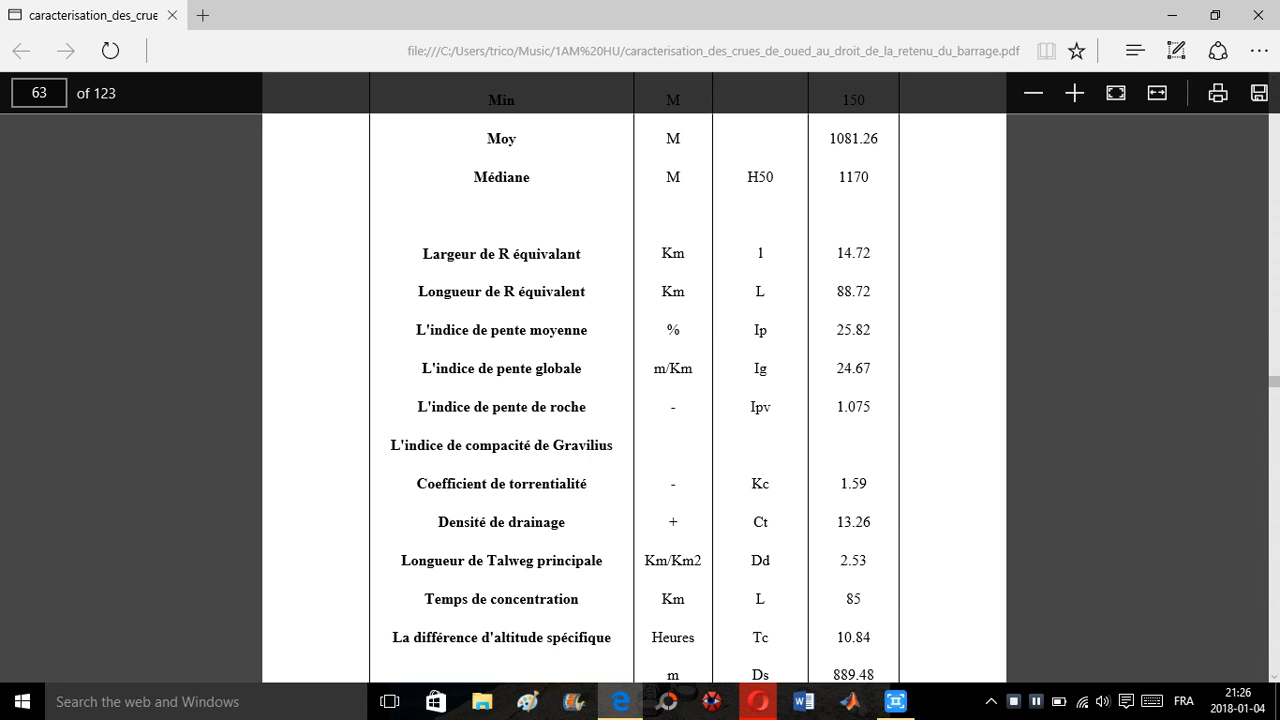 caracterisation_des_crue
file:///C:/Users/trico/Music/1AM%20HU/caracterisation_des_crues_de_oued_au_droit_de_la_retenu_du_barrage.pdf
63 of 123
Min M 150
Moy M 1081.26
Médiane M H50 1170
Largeur de R équivalant Km l 14.72
Longueur de R équivalent Km L 88.72
L'indice de pente moyenne % Ip 25.82
L'indice de pente globale m/Km Ig 24.67
L'indice de pente de roche - Ipv 1.075
L'indice de compacité de Gravilius
Coefficient de torrentialité - Kc 1.59
Densité de drainage + Ct 13.26
Longueur de Talweg principale Km/Km2 Dd 2.53
Temps de concentration Km L 85
La différence d'altitude spécifique Heures Tc 10.84
m Ds 889.48
Search the web and Windows
FRA
21:26
2018-01-04